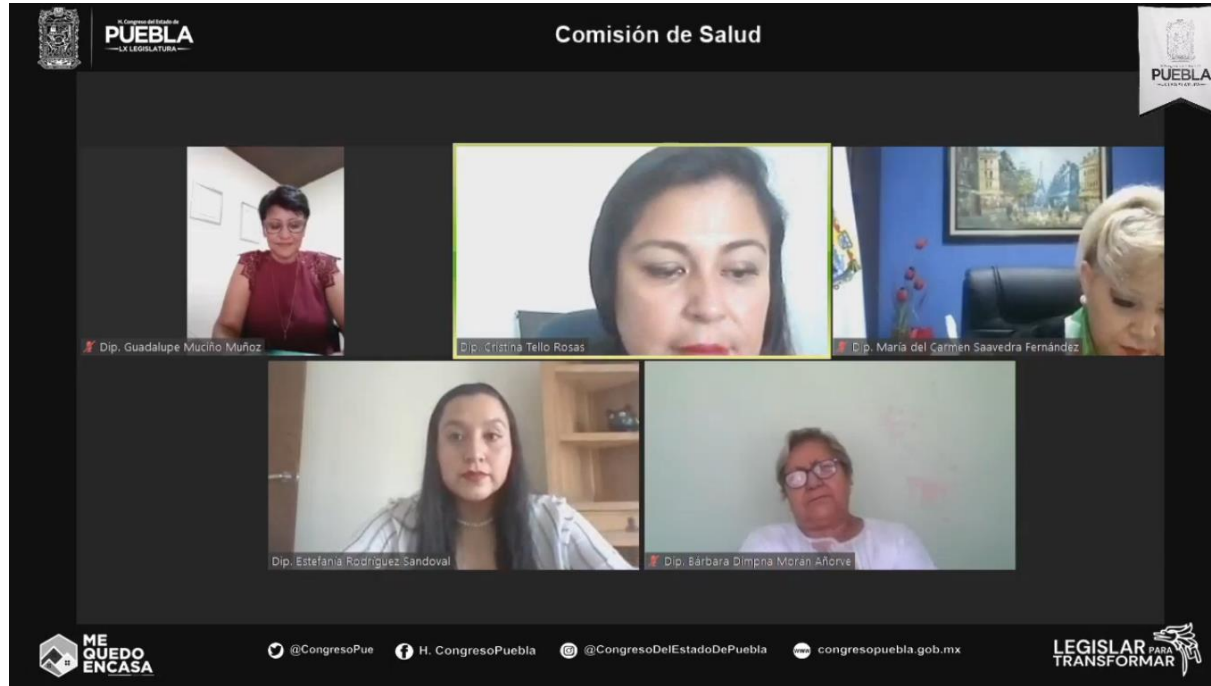 H. Congreso del Estado de
PUEBLA
LX LEGISLATURA
Comisión de Salud
PUEBLA
Dip. Guadalupe Muciño Muñoz
Dip. Cristina Tello Rosas
Dip. María del Carmen Saavedra Fernández
Dip. Estefanía Rodríguez Sandoval
Dip. Bárbara Dimpna Moran Añorve
ME
QUEDO
ENCASA
@CongresoPue
H. CongresoPuebla
@CongresoDelEstadoDePuebla
www congresopuebla.gob.mx
LEGISLAR PARA
TRANSFORMAR